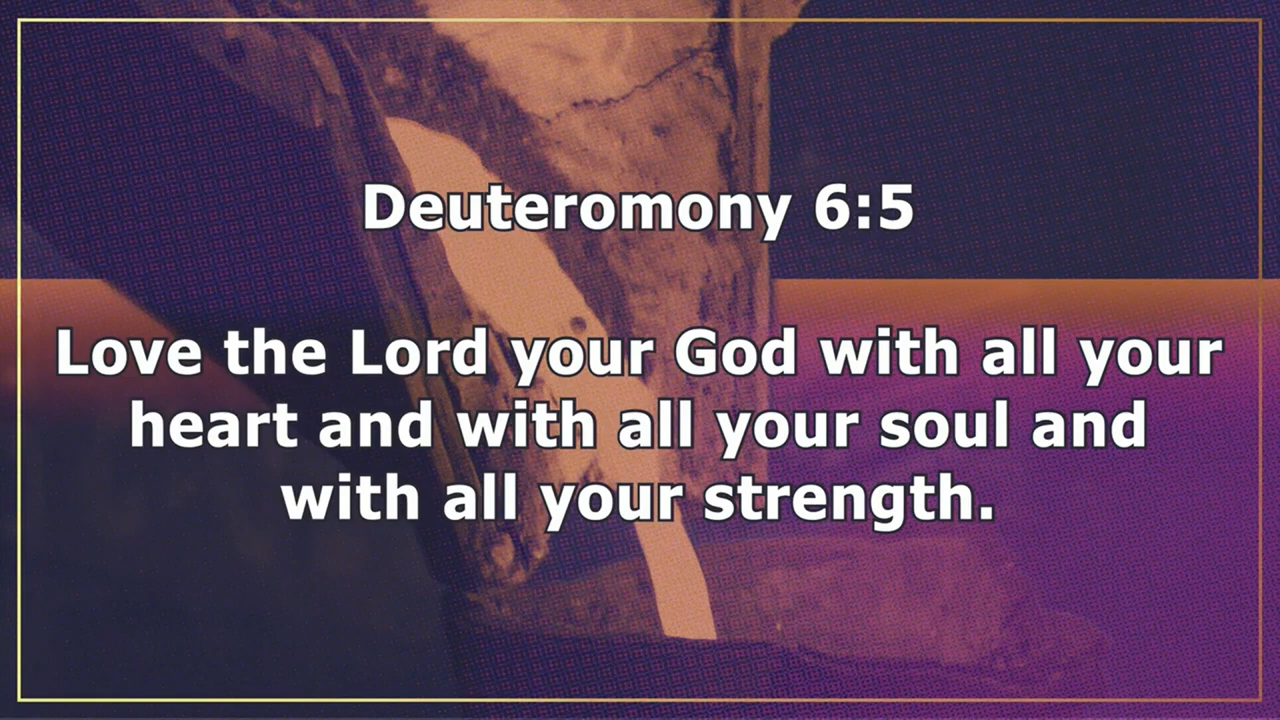 Deuteromony 6:5
Love the Lord your God with all your
heart and with all your soul and
with all your strength.